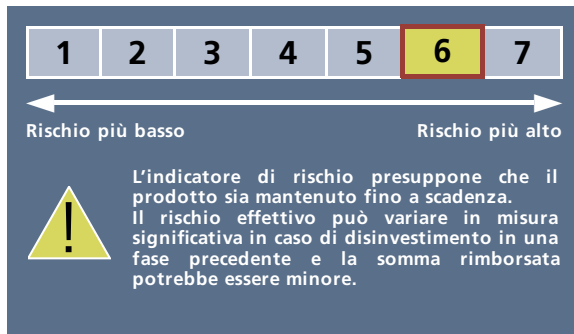 1 2 3 4 5 6 7
Rischio più basso Rischio più alto
L'indicatore di rischio presuppone che il
prodotto sia mantenuto fino a scadenza.
Il rischio effettivo può variare in misura
significativa in caso di disinvestimento in una
fase precedente e la somma rimborsata
potrebbe essere minore.
!